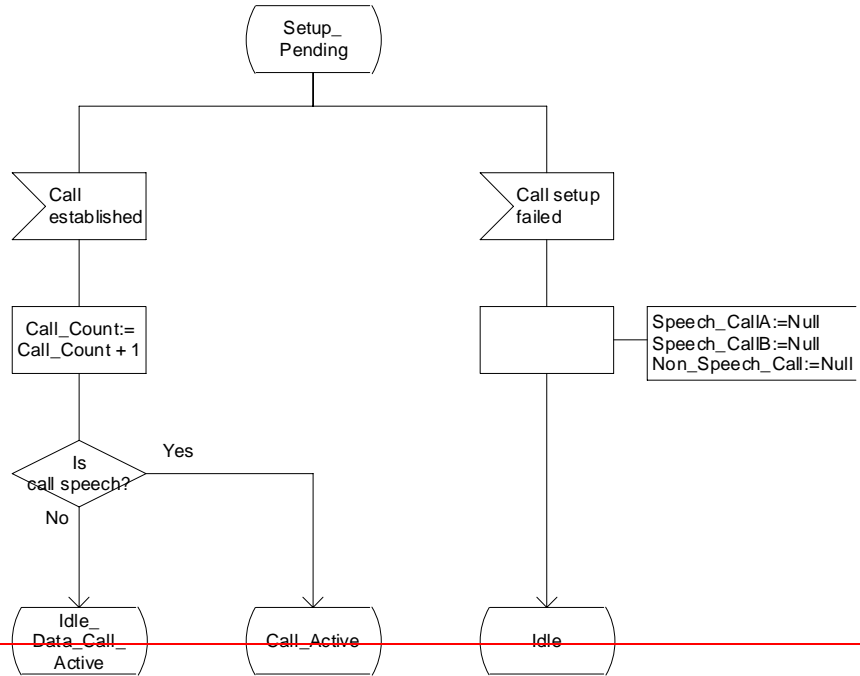 Setup_
Pending
Call
established
Call setup
failed
Call_Count:=
Call_Count + 1
Speech_CallA:=Null
Speech_CallB:=Null
Non_Speech_Call:=Null
Is
call speech?
Yes
No
Idle_
Data_Call_
Active
Call_Active
Idle